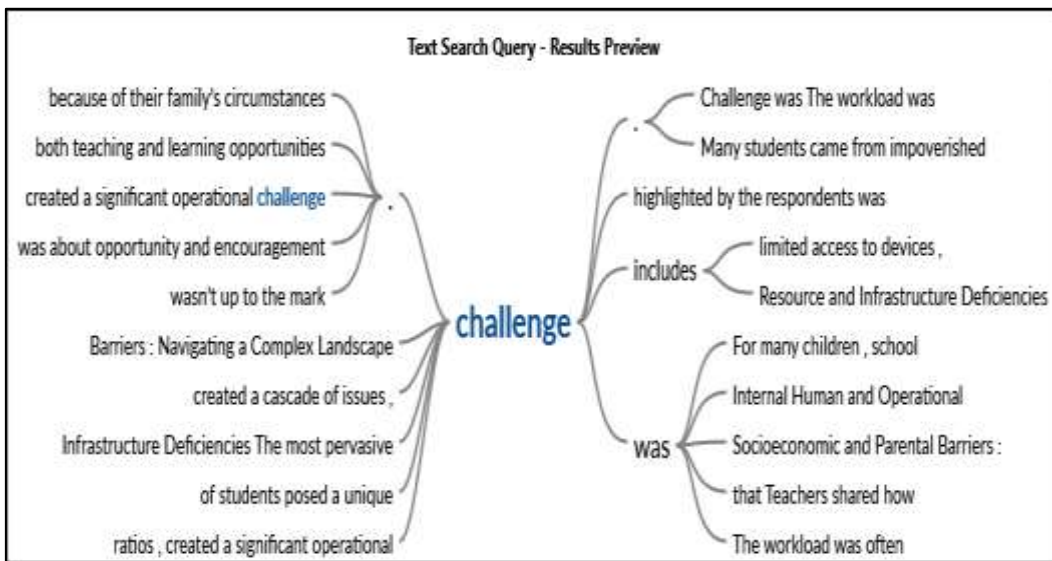 Text Search Query - Results Preview
because of their family's circumstances
both teaching and learning opportunities
created a significant operational challenge
was about opportunity and encouragement
wasn't up to the mark
.
Barriers : Navigating a Complex Landscape
created a cascade of issues ,
Infrastructure Deficiencies The most pervasive
of students posed a unique
ratios , created a significant operational
challenge
.
Challenge was The workload was
Many students came from impoverished
highlighted by the respondents was
includes
limited access to devices ,
Resource and Infrastructure Deficiencies
was
For many children , school
Internal Human and Operational
Socioeconomic and Parental Barriers :
that Teachers shared how
The workload was often